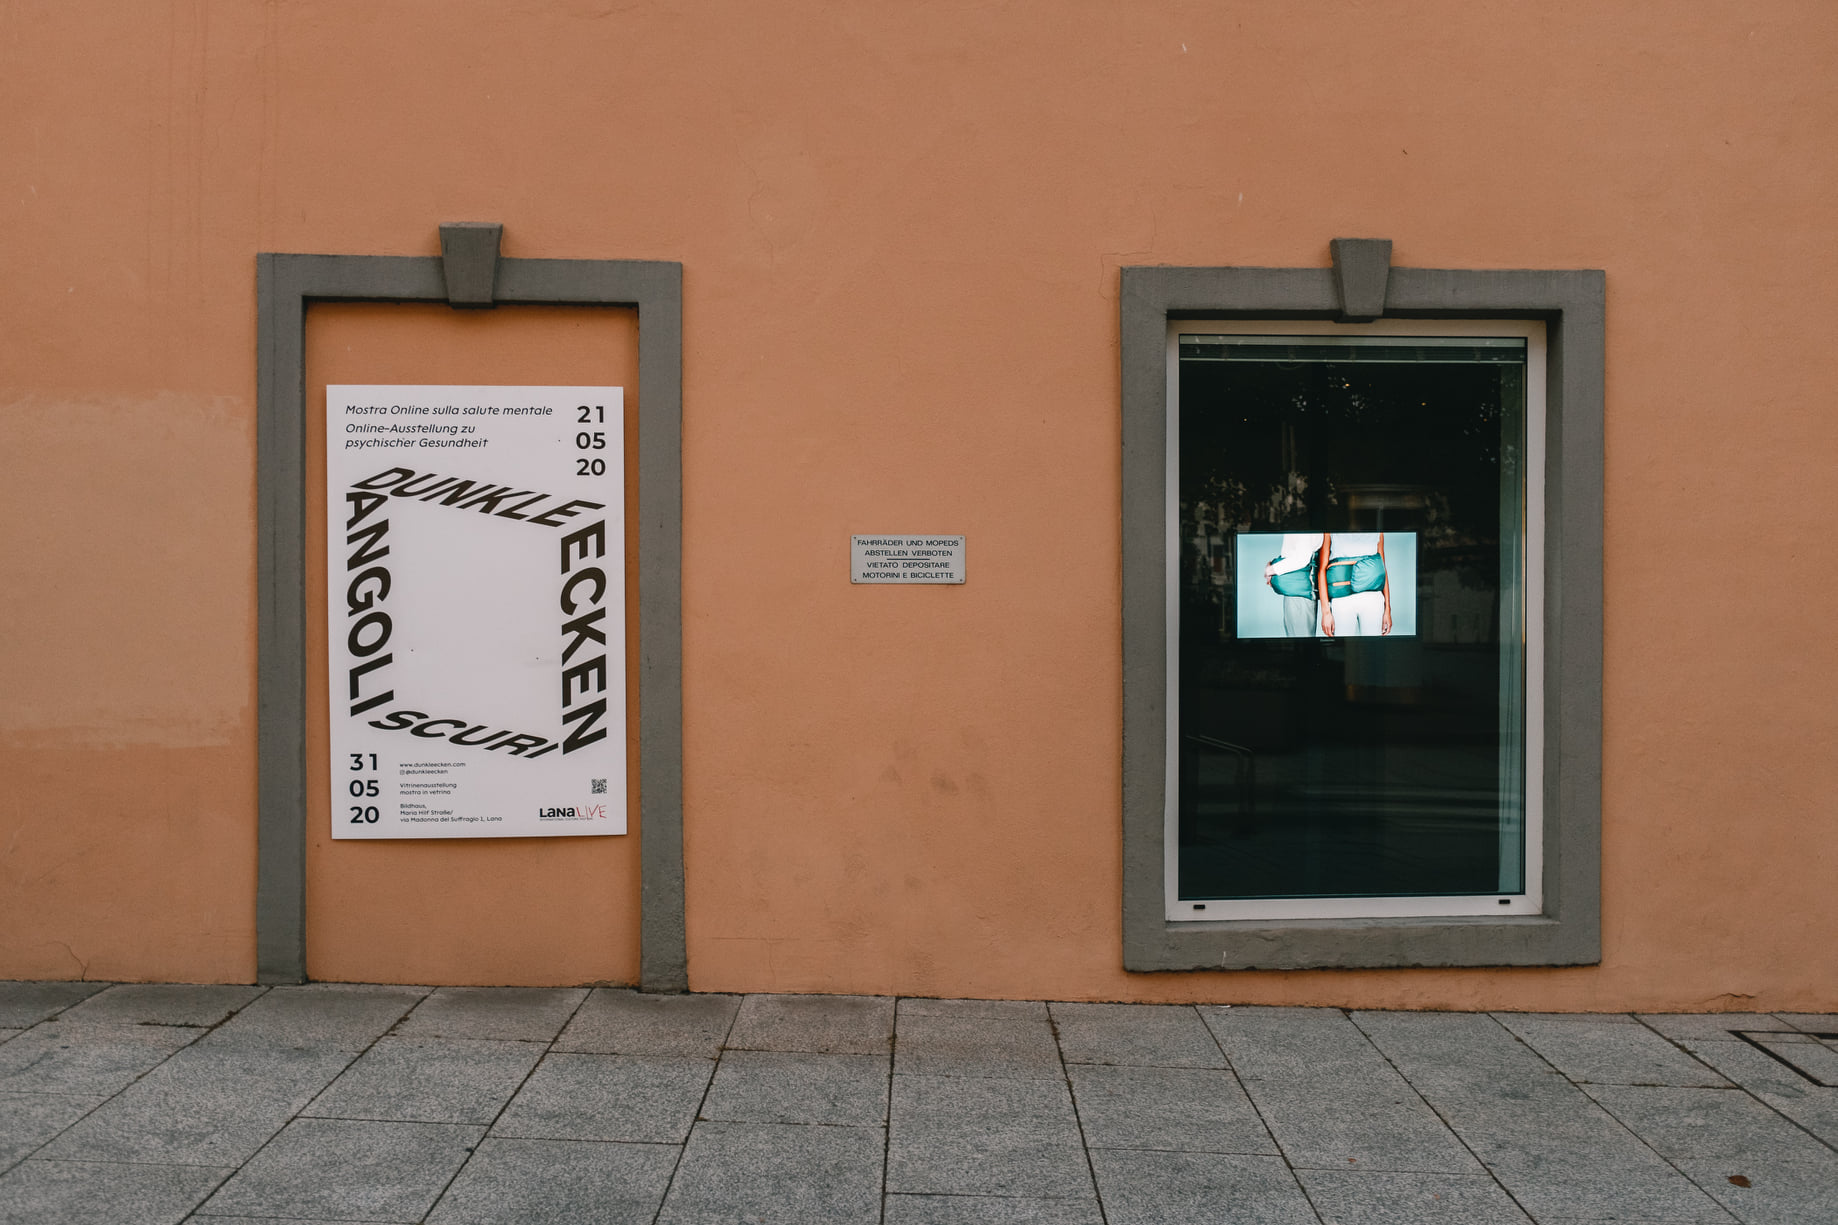 Mostra Online sulla salute mentale
Online-Ausstellung zu
psychischer Gesundheit
21
05
20
DUNKLE
ECKEN
ANGOLI
SCURI
31
05
20
www.dunkleecken.com
@dunkleecken
Vitrinenausstellung
mostra in vetrina
Bildhaus,
Maria Hilf Straße/
via Madonna del Suffragio 1, Lana
LaNa LIVE
FAHRRÄDER UND MOPEDS
ABSTELLEN VERBOTEN
VIETATO DEPOSITARE
MOTORINI E BICICLETTE